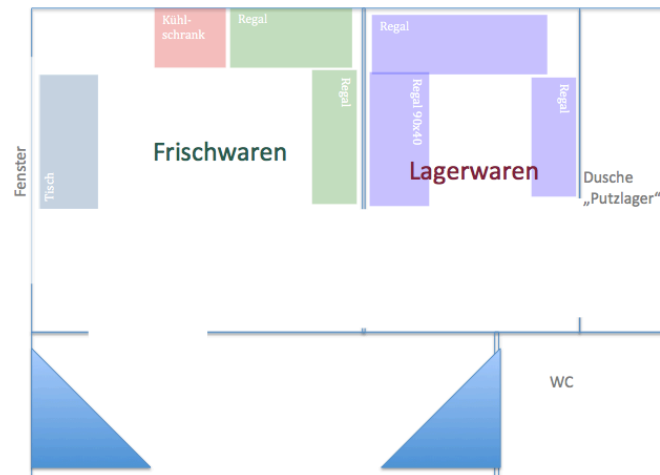 Kühl-
schrank
Regal
Regal
Regal
Regal 90x40
Regal
Fenster
Tisch
Frischwaren
Lagerwaren
Dusche
„Putzlager“
WC